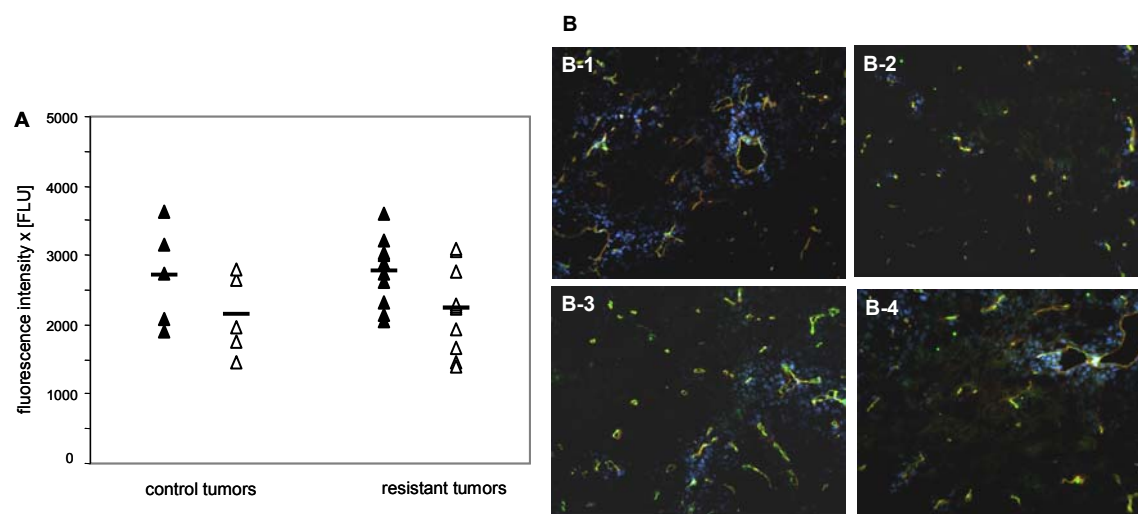 A
fluorescence intensity x [FLU]
5000
4000
3000
2000
1000
0
control tumors
resistant tumors
B
B-1
B-2
B-3
B-4